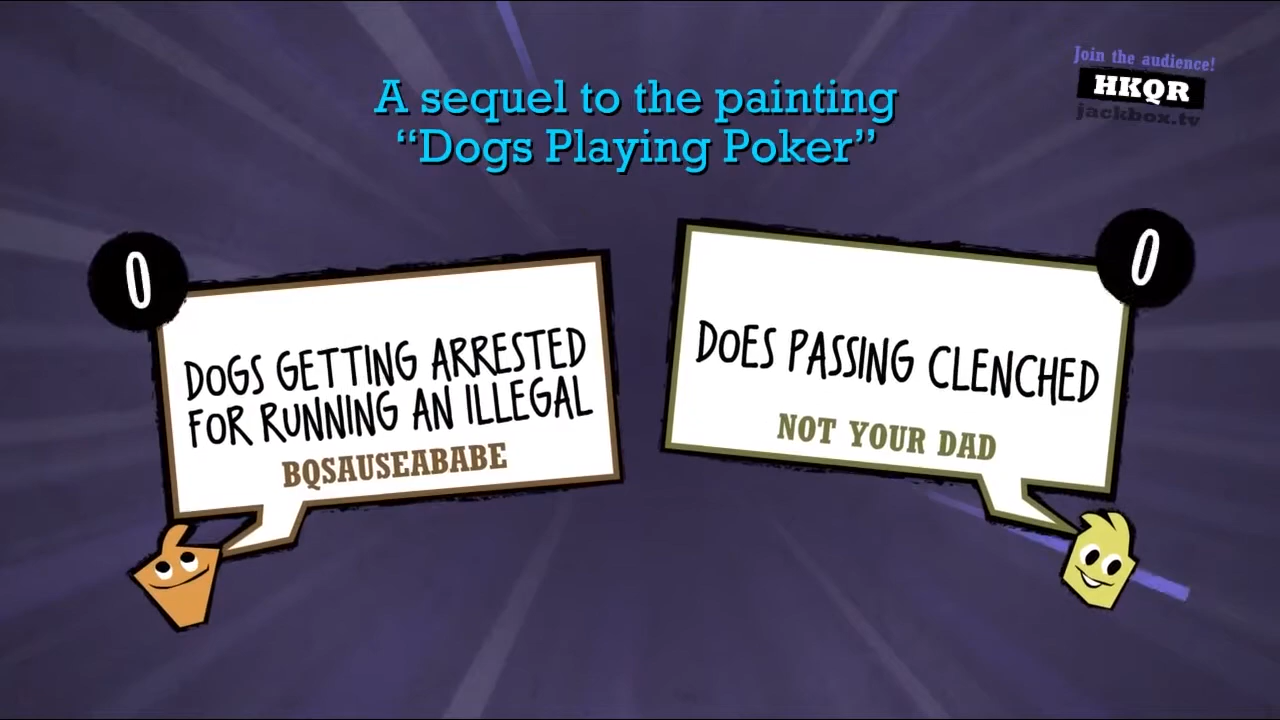 Join the audience!
HKQR
jackbox.tv
A sequel to the painting
“Dogs Playing Poker”
0
DOGS GETTING ARRESTED
FOR RUNNING AN ILLEGAL
BQSAUSEABABE
0
DOES PASSING CLENCHED
NOT YOUR DAD